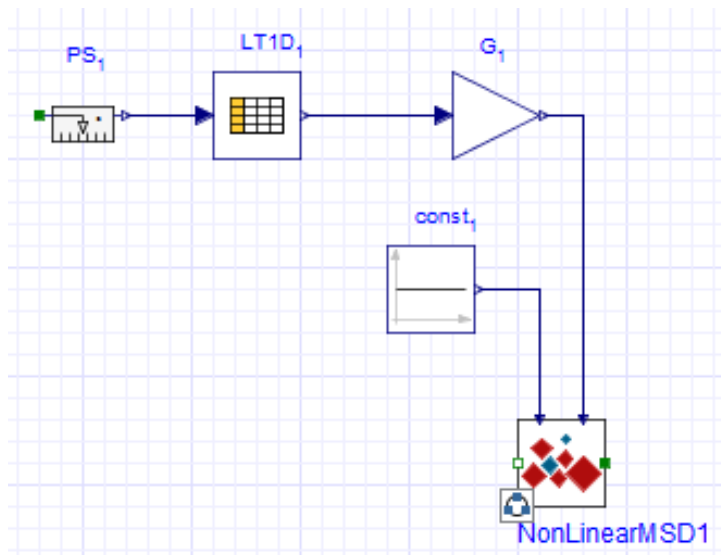 PS₁
LT1D₁
G₁
const₁
NonLinearMSD1